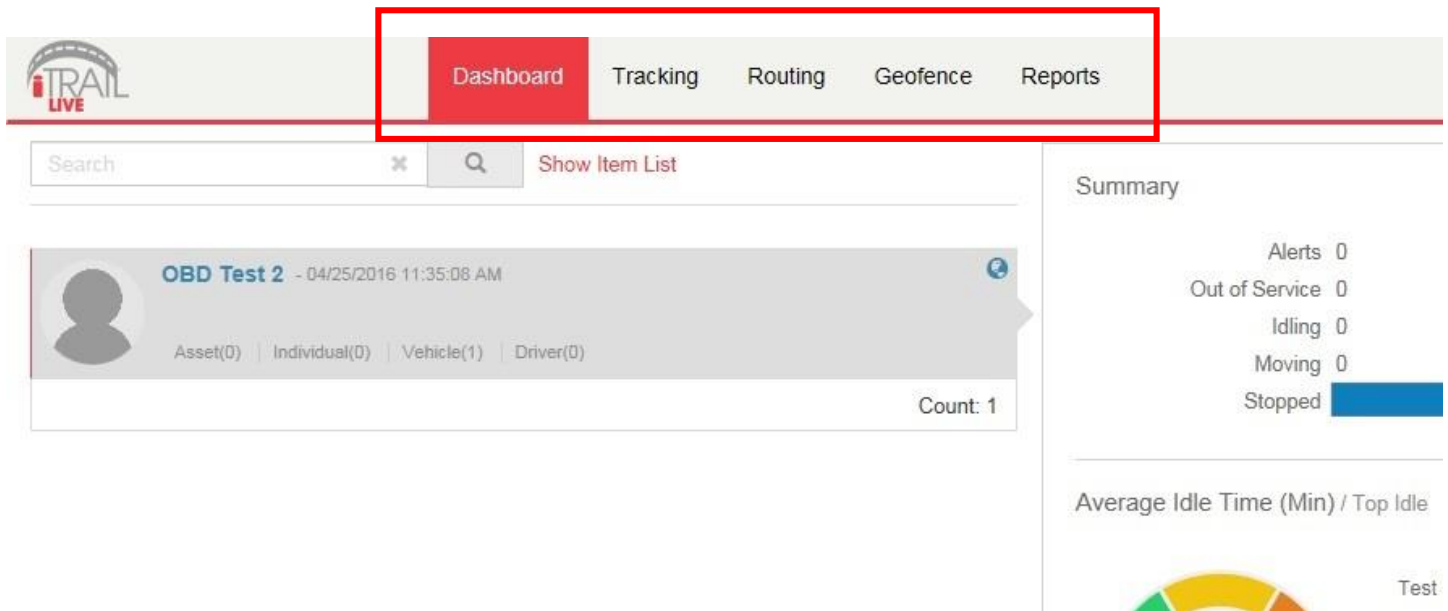 iTRAIL
LIVE
Dashboard Tracking Routing Geofence Reports
Search Show Item List
Summary
OBD Test 2 - 04/25/2016 11:35:08 AM
Asset(0) Individual(0) Vehicle(1) Driver(0)
Count: 1
Alerts 0
Out of Service 0
Idling 0
Moving 0
Stopped
Average Idle Time (Min) / Top Idle
Test